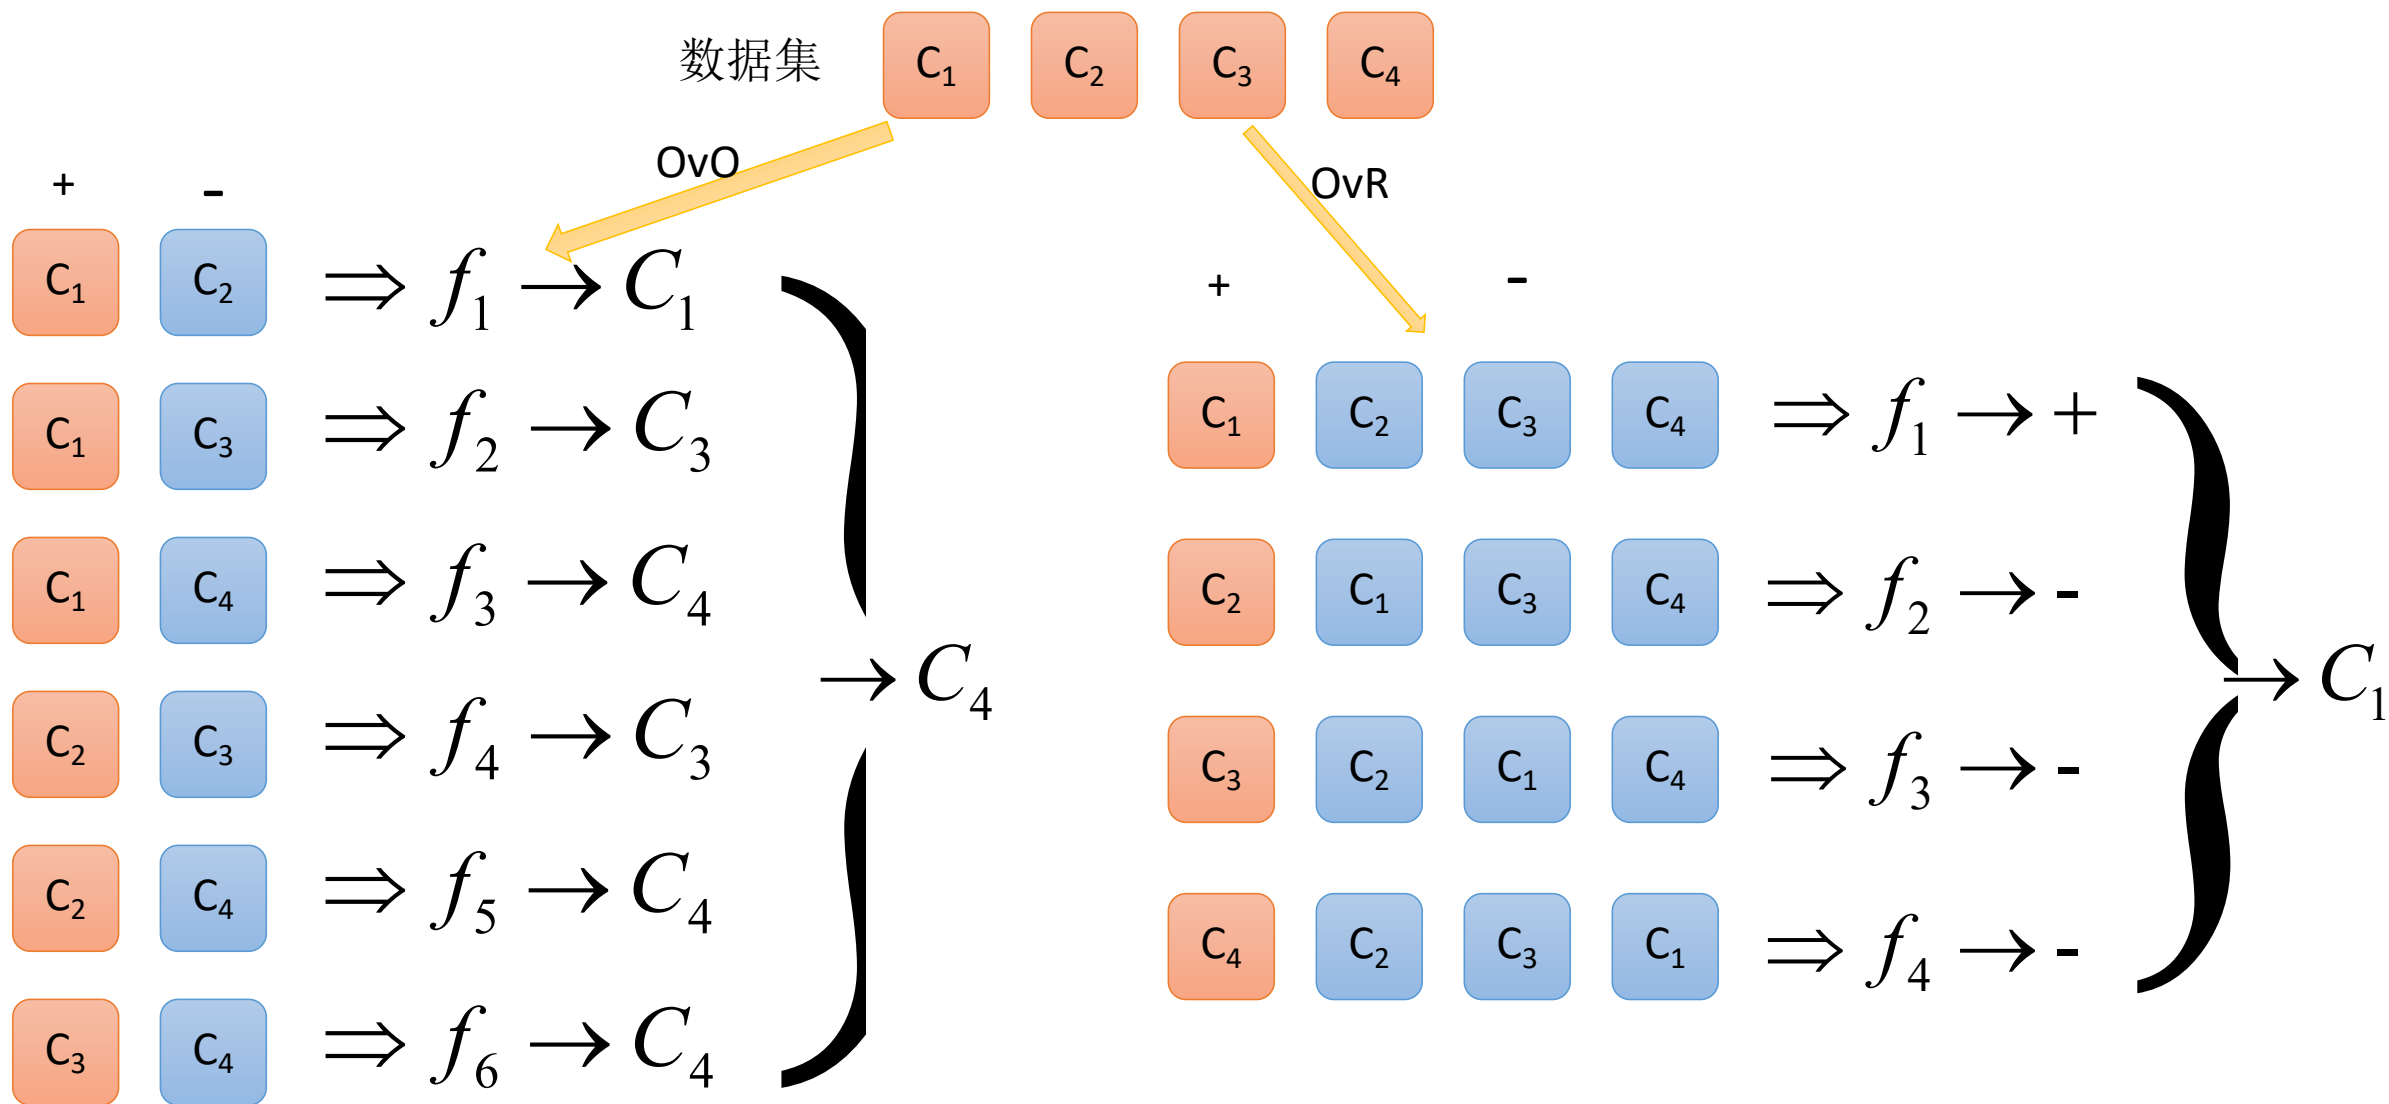 数据集 C₁ C₂ C₃ C₄
OvO
OvR
+ -
C₁ C₂ ⇒ f₁ → C₁
C₁ C₃ ⇒ f₂ → C₃
C₁ C₄ ⇒ f₃ → C₄
C₂ C₃ ⇒ f₄ → C₃
C₂ C₄ ⇒ f₅ → C₄
C₃ C₄ ⇒ f₆ → C₄
→ C₄
+ -
C₁ C₂ C₃ C₄ ⇒ f₁ → +
C₂ C₁ C₃ C₄ ⇒ f₂ → -
C₃ C₂ C₁ C₄ ⇒ f₃ → -
C₄ C₂ C₃ C₁ ⇒ f₄ → -
→ C₁